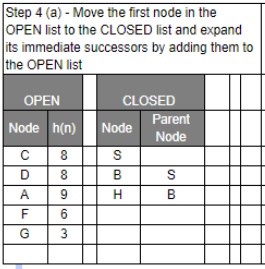 Step 4 (a) - Move the first node in the
OPEN list to the CLOSED list and expand
its immediate successors by adding them to
the OPEN list
OPEN CLOSED
Node h(n) Node Parent Node
C 8 S
D 8 B S
A 9 H B
F 6
G 3